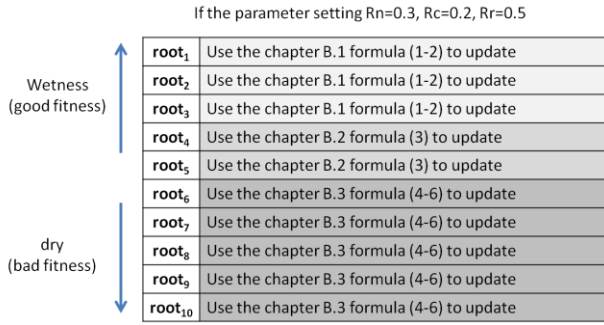 If the parameter setting Rn=0.3, Rc=0.2, Rr=0.5
Wetness
(good fitness)
dry
(bad fitness)
root₁ Use the chapter B.1 formula (1-2) to update
root₂ Use the chapter B.1 formula (1-2) to update
root₃ Use the chapter B.1 formula (1-2) to update
root₄ Use the chapter B.2 formula (3) to update
root₅ Use the chapter B.2 formula (3) to update
root₆ Use the chapter B.3 formula (4-6) to update
root₇ Use the chapter B.3 formula (4-6) to update
root₈ Use the chapter B.3 formula (4-6) to update
root₉ Use the chapter B.3 formula (4-6) to update
root₁₀ Use the chapter B.3 formula (4-6) to update